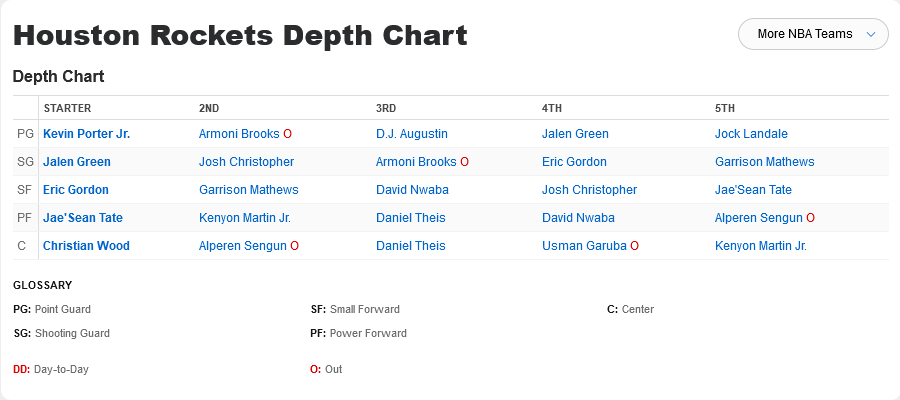 Houston Rockets Depth Chart
More NBA Teams
Depth Chart
STARTER 2ND 3RD 4TH 5TH
PG Kevin Porter Jr. Armoni Brooks O D.J. Augustin Jalen Green Jock Landale
SG Jalen Green Josh Christopher Armoni Brooks O Eric Gordon Garrison Mathews
SF Eric Gordon Garrison Mathews David Nwaba Josh Christopher Jae'Sean Tate
PF Jae'Sean Tate Kenyon Martin Jr. Daniel Theis David Nwaba Alperen Sengun O
C Christian Wood Alperen Sengun O Daniel Theis Usman Garuba O Kenyon Martin Jr.
GLOSSARY
PG: Point Guard SF: Small Forward C: Center
SG: Shooting Guard PF: Power Forward
DD: Day-to-Day O: Out